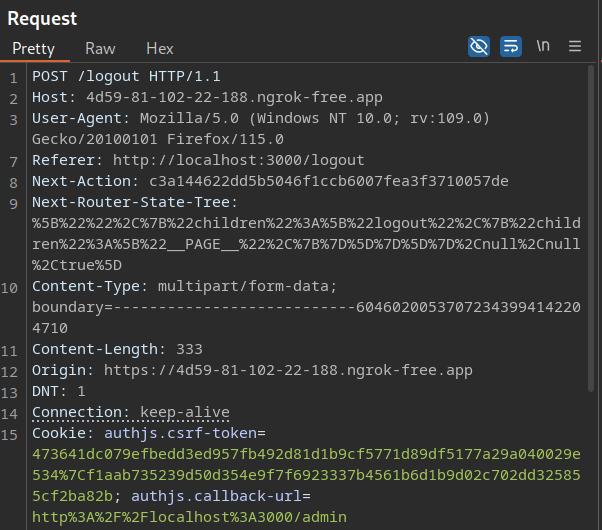 Request
Pretty Raw Hex
\n
1 POST /logout HTTP/1.1
2 Host: 4d59-81-102-22-188.ngrok-free.app
3 User-Agent: Mozilla/5.0 (Windows NT 10.0; rv:109.0)
Gecko/20100101 Firefox/115.0
7 Referer: http://localhost:3000/logout
8 Next-Action: c3a144622dd5b5046f1ccb6007fea3f3710057de
9 Next-Router-State-Tree:
%5B%22%22%2C%7B%22children%22%3A%5B%22logout%22%2C%7B%22child
ren%22%3A%5B%22__PAGE__%22%2C%7B%7D%5D%7D%5D%7D%2Cnull%2Cnull
%2Ctrue%5D
10 Content-Type: multipart/form-data;
boundary=---------------------------6046020053707234399414220
4710
11 Content-Length: 333
12 Origin: https://4d59-81-102-22-188.ngrok-free.app
13 DNT: 1
14 Connection: keep-alive
15 Cookie: authjs.csrf-token=
473641dc079efbedd3ed957fb492d81d1b9cf5771d89df5177a29a040029e
534%7Cf1aab735239d50d354e9f7f6923337b4561b6d1b9d02c702dd32585
5cf2ba82b; authjs.callback-url=
http%3A%2F%2Flocalhost%3A3000/admin